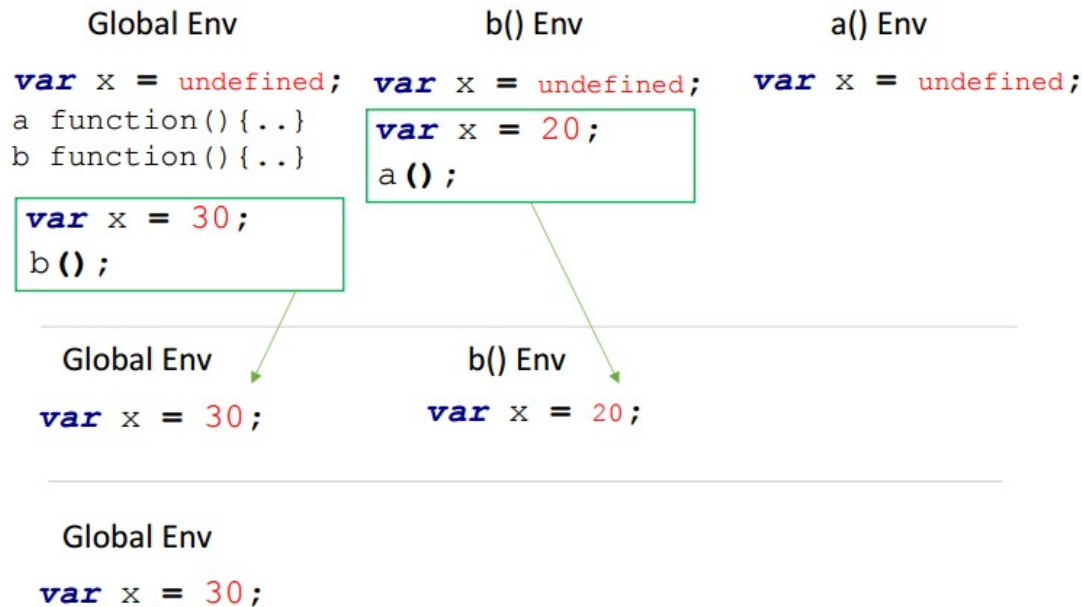 Global Env
var x = undefined;
a function(){..}
b function(){..}
var x = 30;
b();
b() Env
var x = undefined;
var x = 20;
a();
a() Env
var x = undefined;
Global Env
var x = 30;
b() Env
var x = 20;
Global Env
var x = 30;